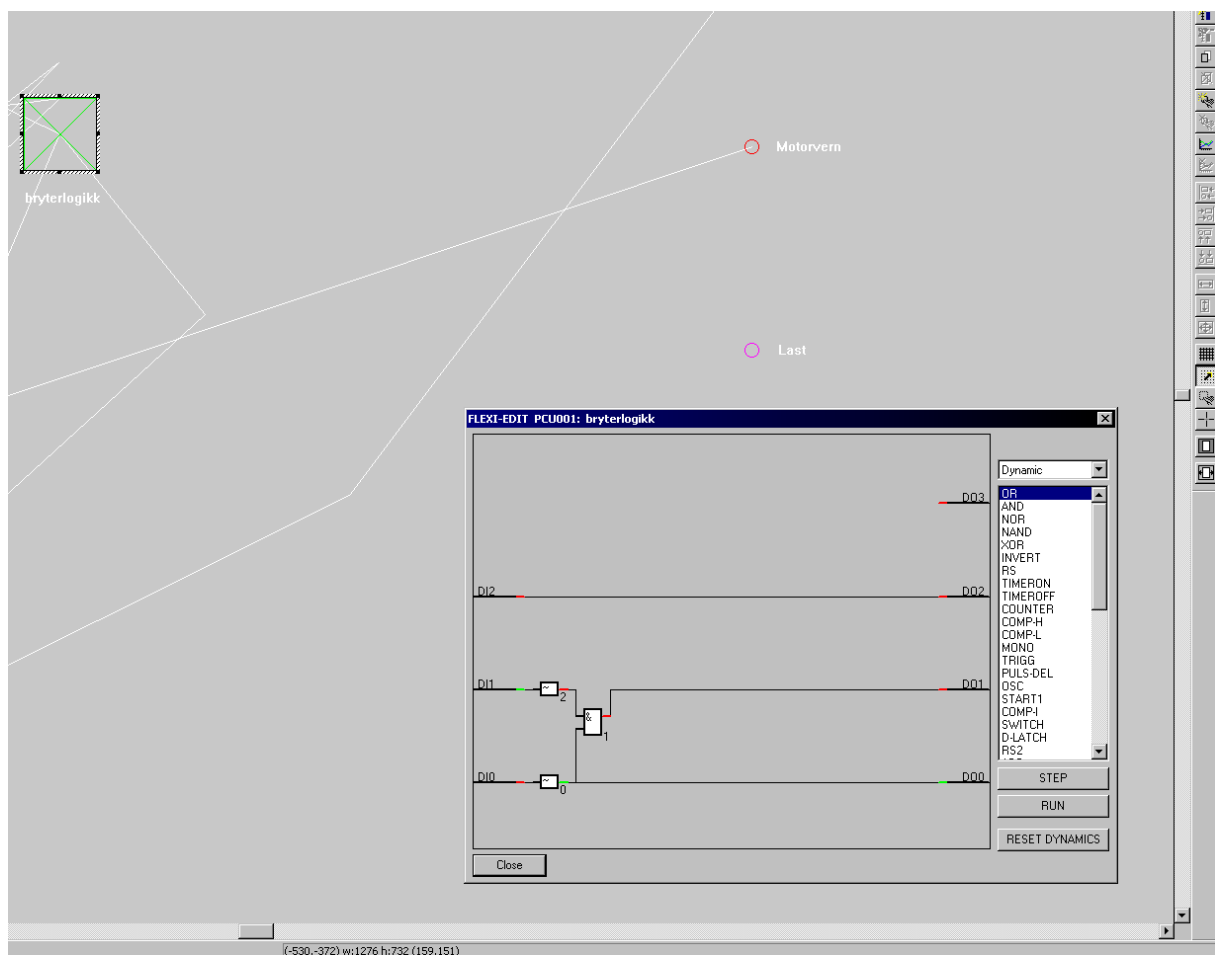 Motorvern
bryterlogikk
Last
FLEXI-EDIT PCU001: bryterlogikk
Dynamic
OR
AND
NOR
NAND
XOR
INVERT
RS
TIMERON
TIMEROFF
COUNTER
COMP-H
COMP-L
MONO
TRIGG
PULS-DEL
OSC
START1
COMP-I
SWITCH
D-LATCH
RS2
DO3
DI2 DO2
DI1 ~ 2 DO1
& 1
DI0 ~ 0 DO0
STEP
RUN
RESET DYNAMICS
Close
(-530,-372) w:1276 h:732 (159,151)